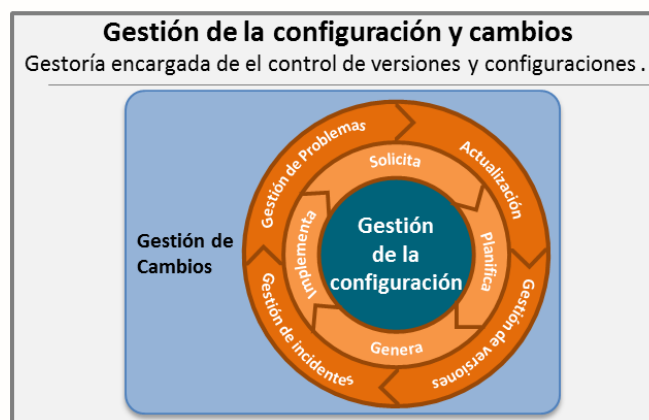 Gestión de la configuración y cambios
Gestoría encargada de el control de versiones y configuraciones .
Gestión de Problemas
Actualización
Solicita
Gestión de
Cambios
Implementa
Gestión
de la
configuración
Planifica
Genera
Gestión de incidentes
Gestión de versiones